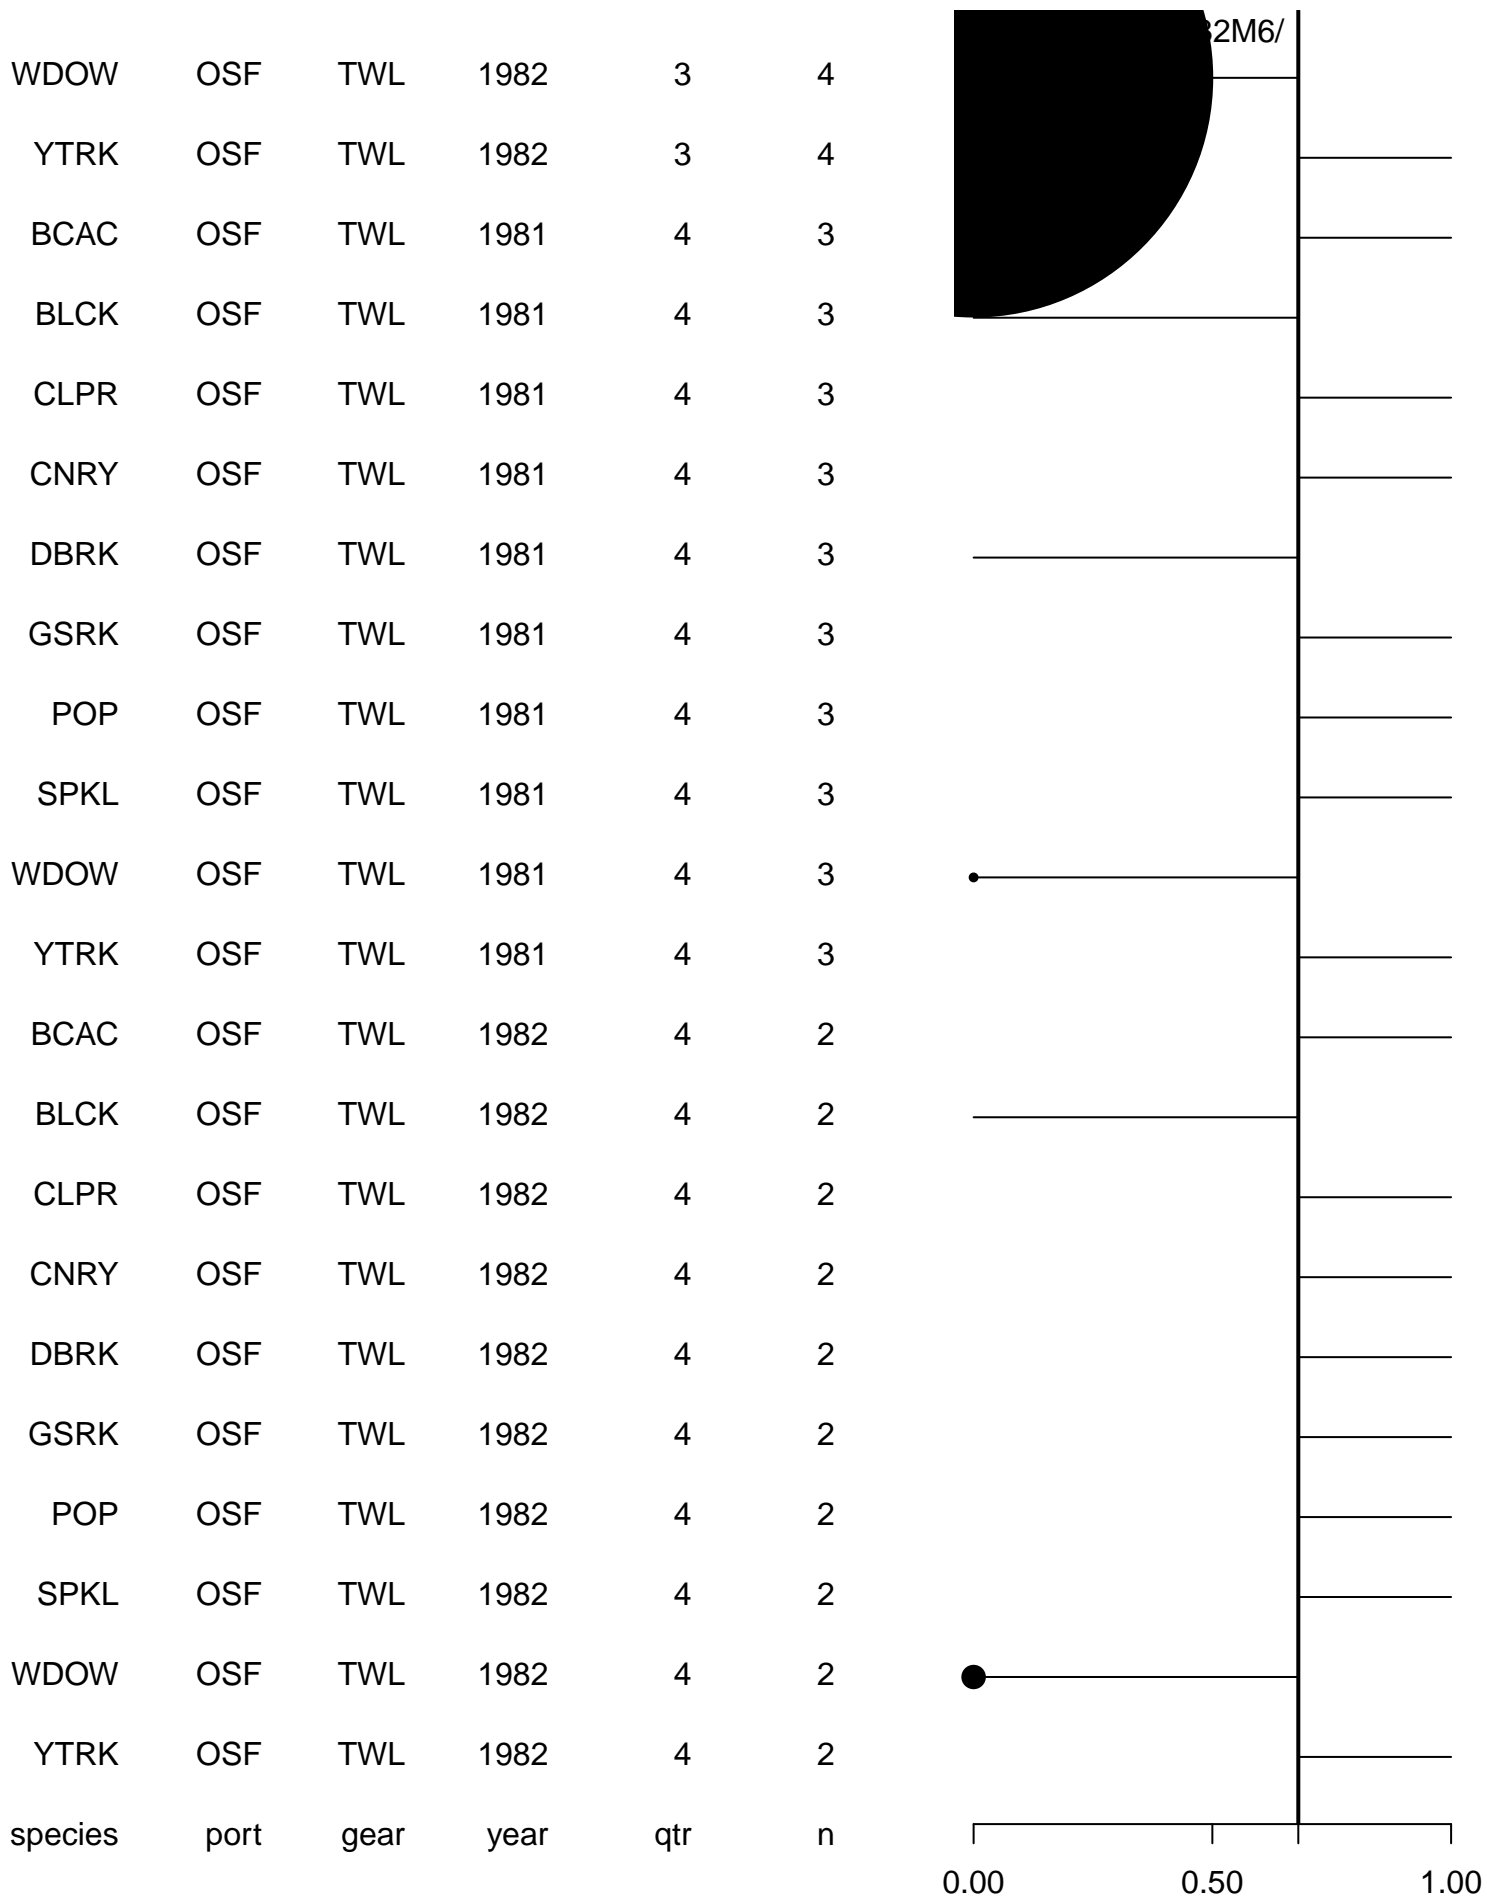 2M6/
WDOW OSF TWL 1982 3 4
YTRK OSF TWL 1982 3 4
BCAC OSF TWL 1981 4 3
BLCK OSF TWL 1981 4 3
CLPR OSF TWL 1981 4 3
CNRY OSF TWL 1981 4 3
DBRK OSF TWL 1981 4 3
GSRK OSF TWL 1981 4 3
POP OSF TWL 1981 4 3
SPKL OSF TWL 1981 4 3
WDOW OSF TWL 1981 4 3
YTRK OSF TWL 1981 4 3
BCAC OSF TWL 1982 4 2
BLCK OSF TWL 1982 4 2
CLPR OSF TWL 1982 4 2
CNRY OSF TWL 1982 4 2
DBRK OSF TWL 1982 4 2
GSRK OSF TWL 1982 4 2
POP OSF TWL 1982 4 2
SPKL OSF TWL 1982 4 2
WDOW OSF TWL 1982 4 2
YTRK OSF TWL 1982 4 2
species port gear year qtr n
0.00 0.50 1.00